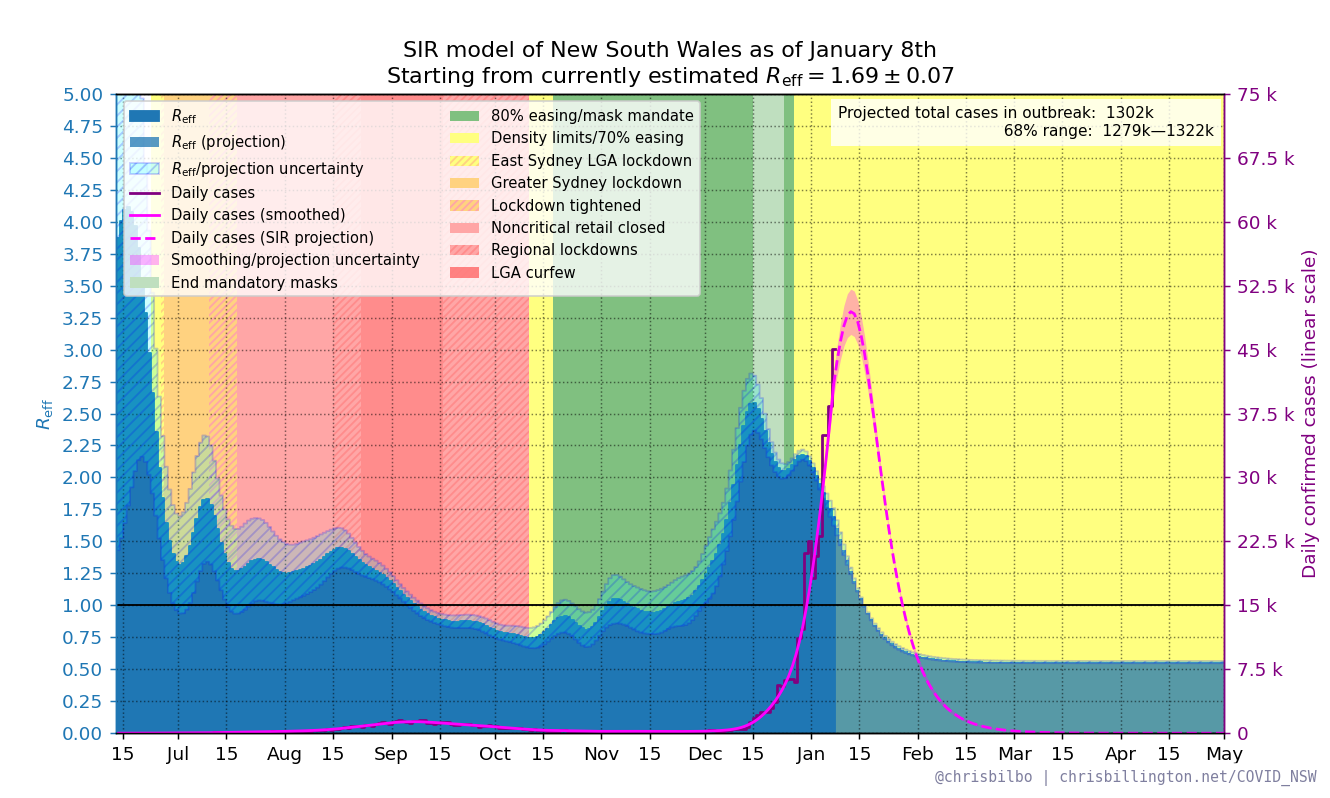 SIR model of New South Wales as of January 8th
Starting from currently estimated Reff = 1.69 ± 0.07
Reff
Reff (projection)
Reff/projection uncertainty
Daily cases
Daily cases (smoothed)
Daily cases (SIR projection)
Smoothing/projection uncertainty
End mandatory masks
80% easing/mask mandate
Density limits/70% easing
East Sydney LGA lockdown
Greater Sydney lockdown
Lockdown tightened
Noncritical retail closed
Regional lockdowns
LGA curfew
Projected total cases in outbreak: 1302k
68% range: 1279k—1322k
Reff
5.00
4.75
4.50
4.25
4.00
3.75
3.50
3.25
3.00
2.75
2.50
2.25
2.00
1.75
1.50
1.25
1.00
0.75
0.50
0.25
0.00
75 k
67.5 k
60 k
52.5 k
45 k
37.5 k
30 k
22.5 k
15 k
7.5 k
0
Daily confirmed cases (linear scale)
15 Jul 15 Aug 15 Sep 15 Oct 15 Nov 15 Dec 15 Jan 15 Feb 15 Mar 15 Apr 15 May
@chrisbilbo | chrisbillington.net/COVID_NSW